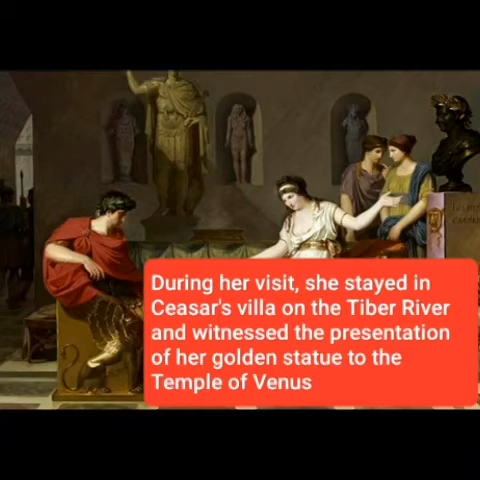 During her visit, she stayed in
Ceasar's villa on the Tiber River
and witnessed the presentation
of her golden statue to the
Temple of Venus